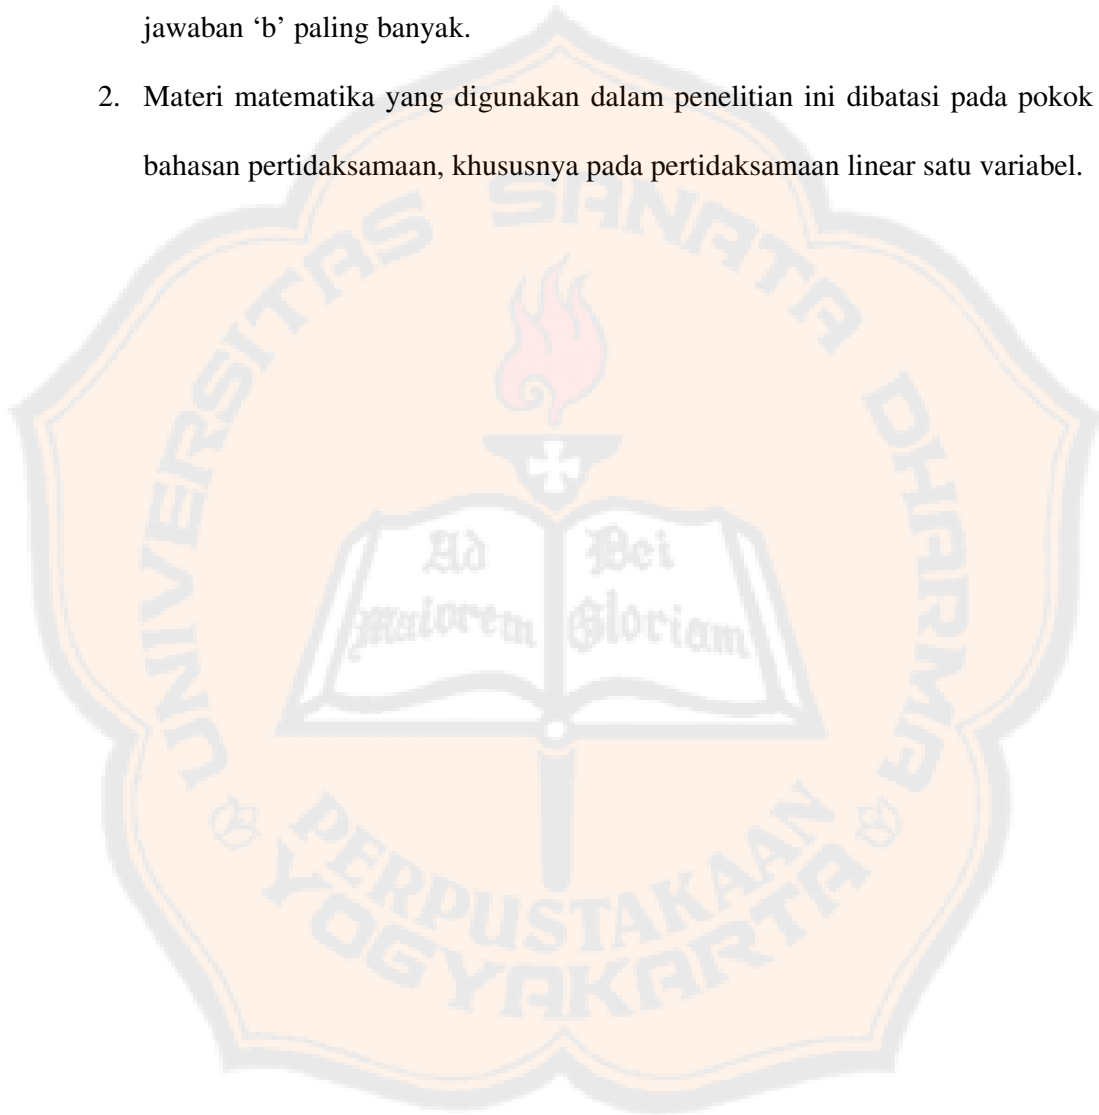 jawaban ‘b’ paling banyak.
2. Materi matematika yang digunakan dalam penelitian ini dibatasi pada pokok
bahasan pertidaksamaan, khususnya pada pertidaksamaan linear satu variabel.
UNIVERSITAS SANATA DHARMA
Ad Dei
maiorem Gloriam
PERPUSTAKAAN
YOGYAKARTA